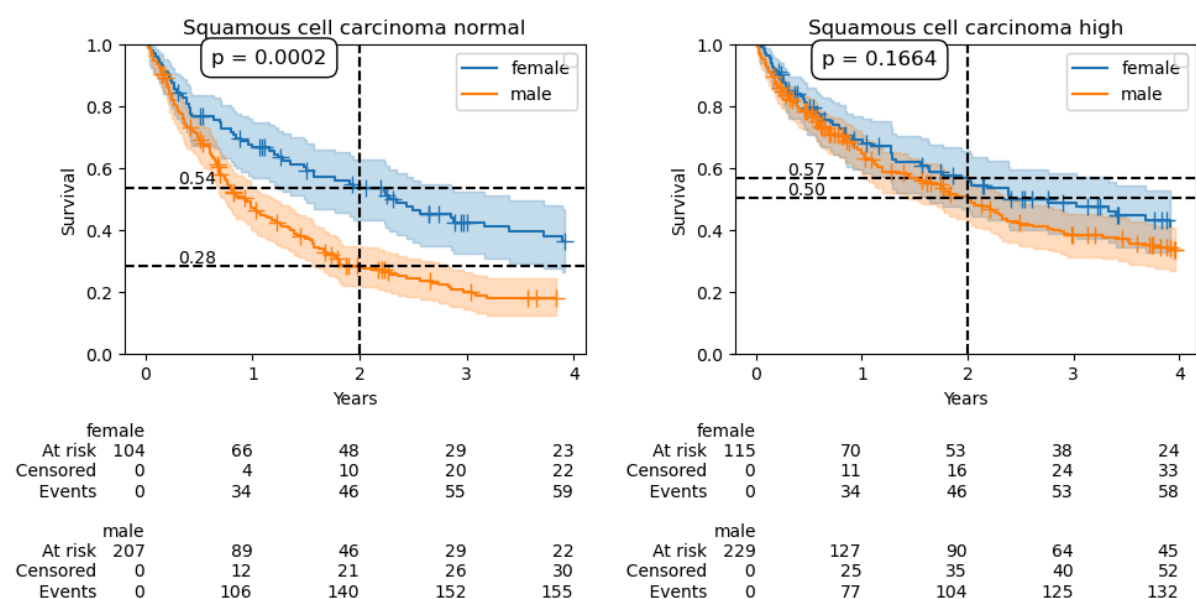 Squamous cell carcinoma normal
p = 0.0002
female
male
0.54
0.28
1.0
0.8
0.6
0.4
0.2
0.0
Survival
0 1 2 3 4
Years
female
At risk 104 66 48 29 23
Censored 0 4 10 20 22
Events 0 34 46 55 59
male
At risk 207 89 46 29 22
Censored 0 12 21 26 30
Events 0 106 140 152 155
Squamous cell carcinoma high
p = 0.1664
female
male
0.57
0.50
1.0
0.8
0.6
0.4
0.2
0.0
Survival
0 1 2 3 4
Years
female
At risk 115 70 53 38 24
Censored 0 11 16 24 33
Events 0 34 46 53 58
male
At risk 229 127 90 64 45
Censored 0 25 35 40 52
Events 0 77 104 125 132